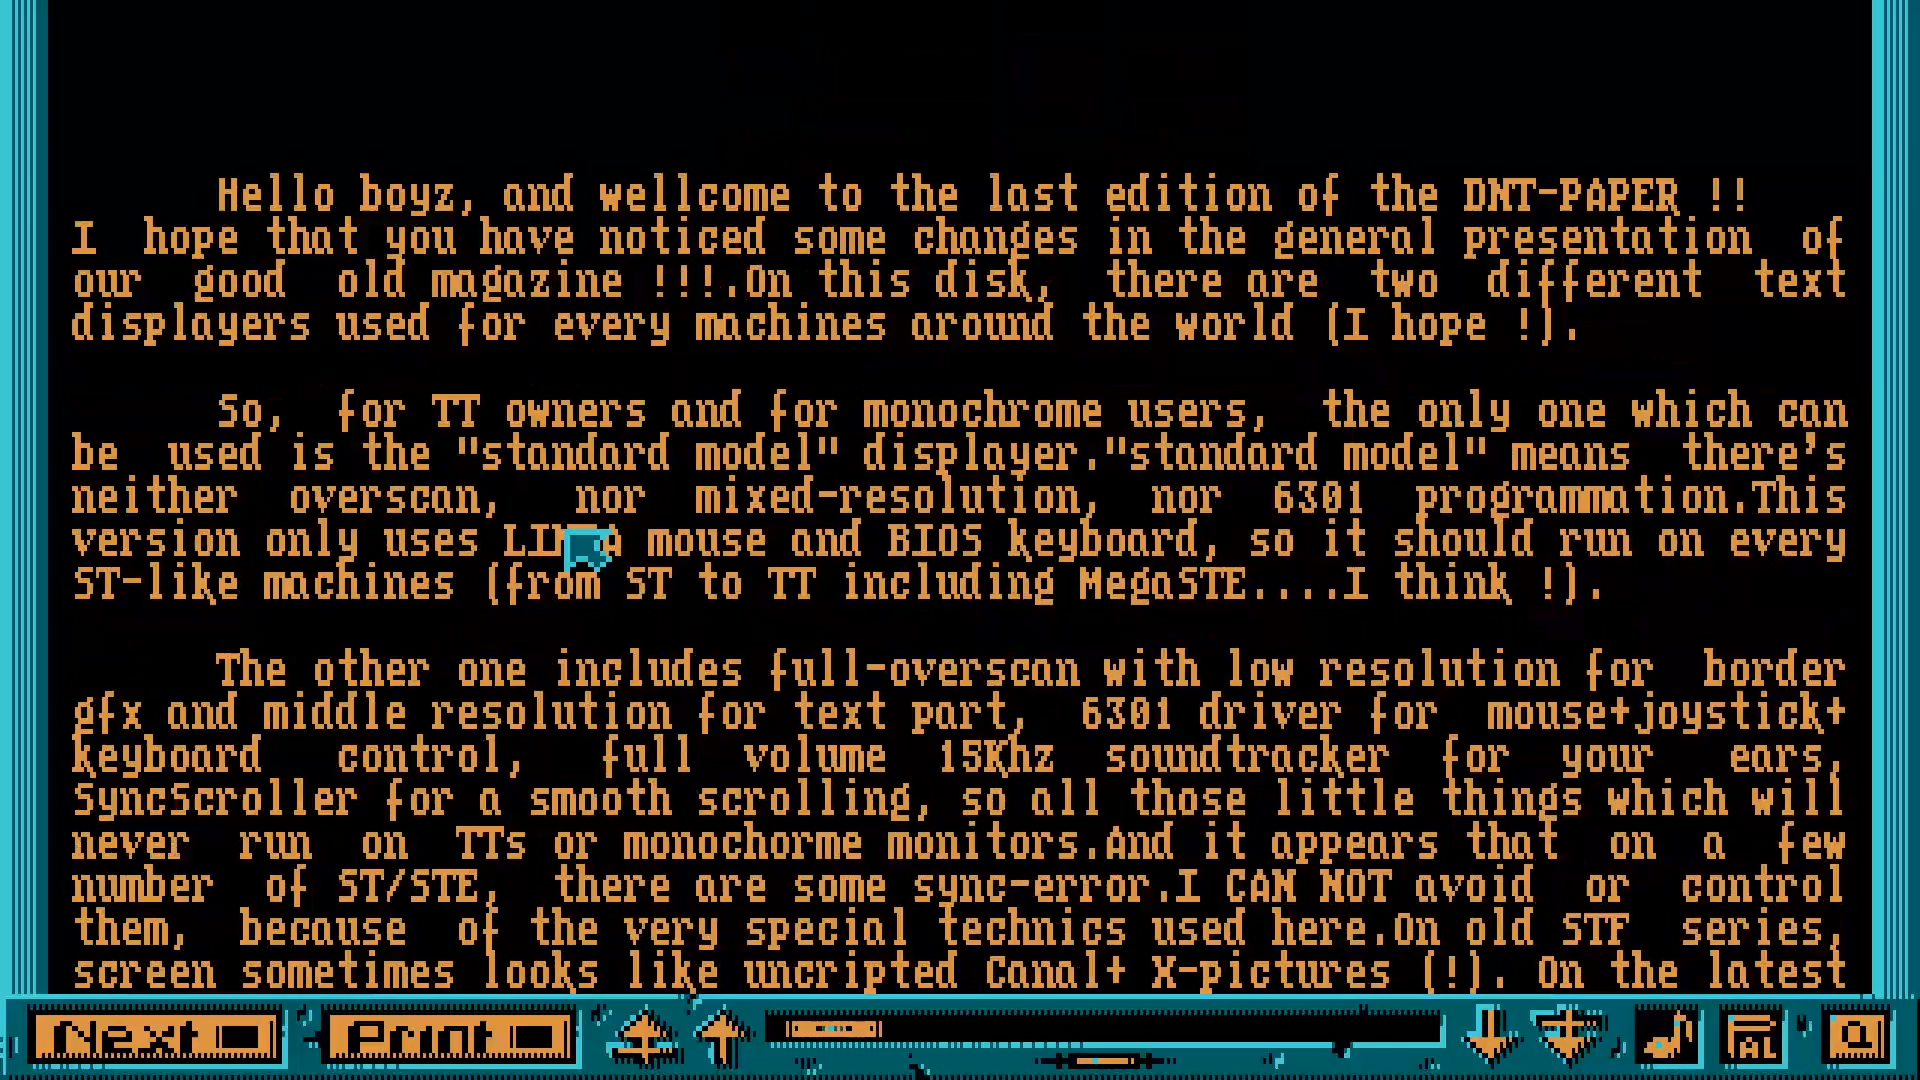 Hello boyz, and wellcome to the last edition of the DNT-PAPER !!
I hope that you have noticed some changes in the general presentation of
our good old magazine !!!.On this disk, there are two different text
displayers used for every machines around the world (I hope !).
So, for TT owners and for monochrome users, the only one which can
be used is the "standard model" displayer."standard model" means there's
neither overscan, nor mixed-resolution, nor 6301 programmation.This
version only uses mouse and BIOS keyboard, so it should run on every
ST-like machines (from ST to TT including MegaSTE....I think !).
The other one includes full-overscan with low resolution for border
gfx and middle resolution for text part, 6301 driver for mouse+joystick+
keyboard control, full volume 15Khz soundtracker for your ears,
SyncScroller for a smooth scrolling, so all those little things which will
never run on TTs or monochorme monitors.And it appears that on a few
number of ST/STE, there are some sync-error.I CAN NOT avoid or control
them, because of the very special technics used here.On old STF series,
screen sometimes looks like uncripted Canal+ X-pictures (!). On the latest
Next